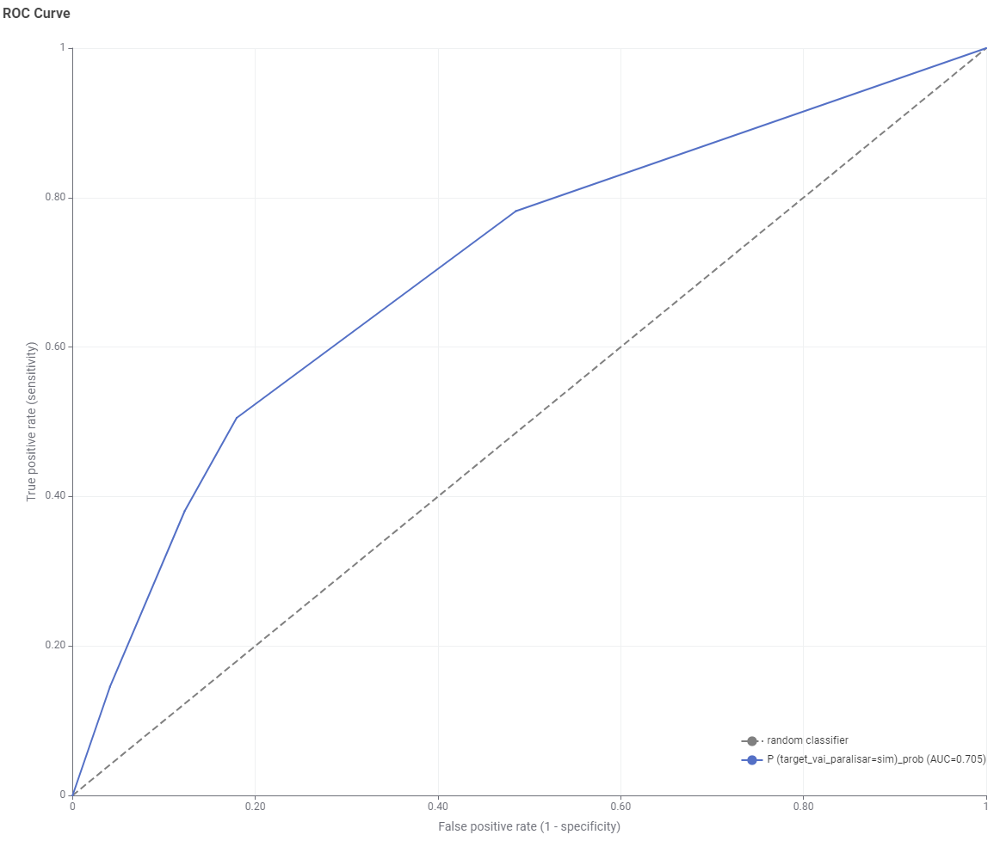 ROC Curve
1
0.80
0.60
0.40
0.20
0
True positive rate (sensitivity)
0
0.20
0.40
0.60
0.80
1
False positive rate (1 - specificity)
random classifier
P (target_vai_paralisar=sim)_prob (AUC=0.705)